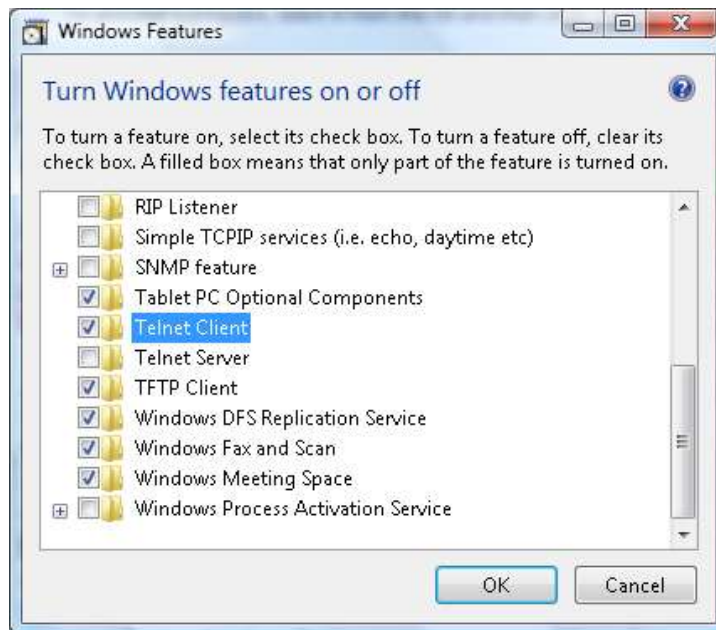 Windows Features
Turn Windows features on or off
To turn a feature on, select its check box. To turn a feature off, clear its
check box. A filled box means that only part of the feature is turned on.
RIP Listener
Simple TCPIP services (i.e. echo, daytime etc)
SNMP feature
Tablet PC Optional Components
Telnet Client
Telnet Server
TFTP Client
Windows DFS Replication Service
Windows Fax and Scan
Windows Meeting Space
Windows Process Activation Service
OK
Cancel